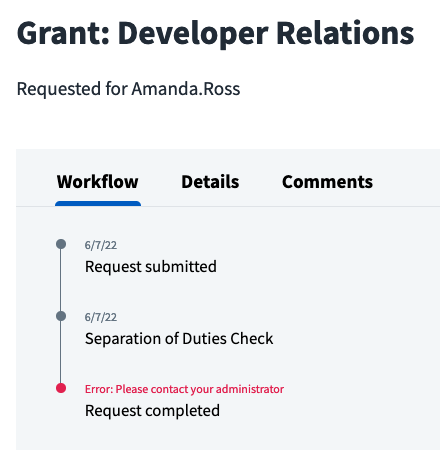 Grant: Developer Relations
Requested for Amanda.Ross
Workflow Details Comments
6/7/22
Request submitted
6/7/22
Separation of Duties Check
Error: Please contact your administrator
Request completed